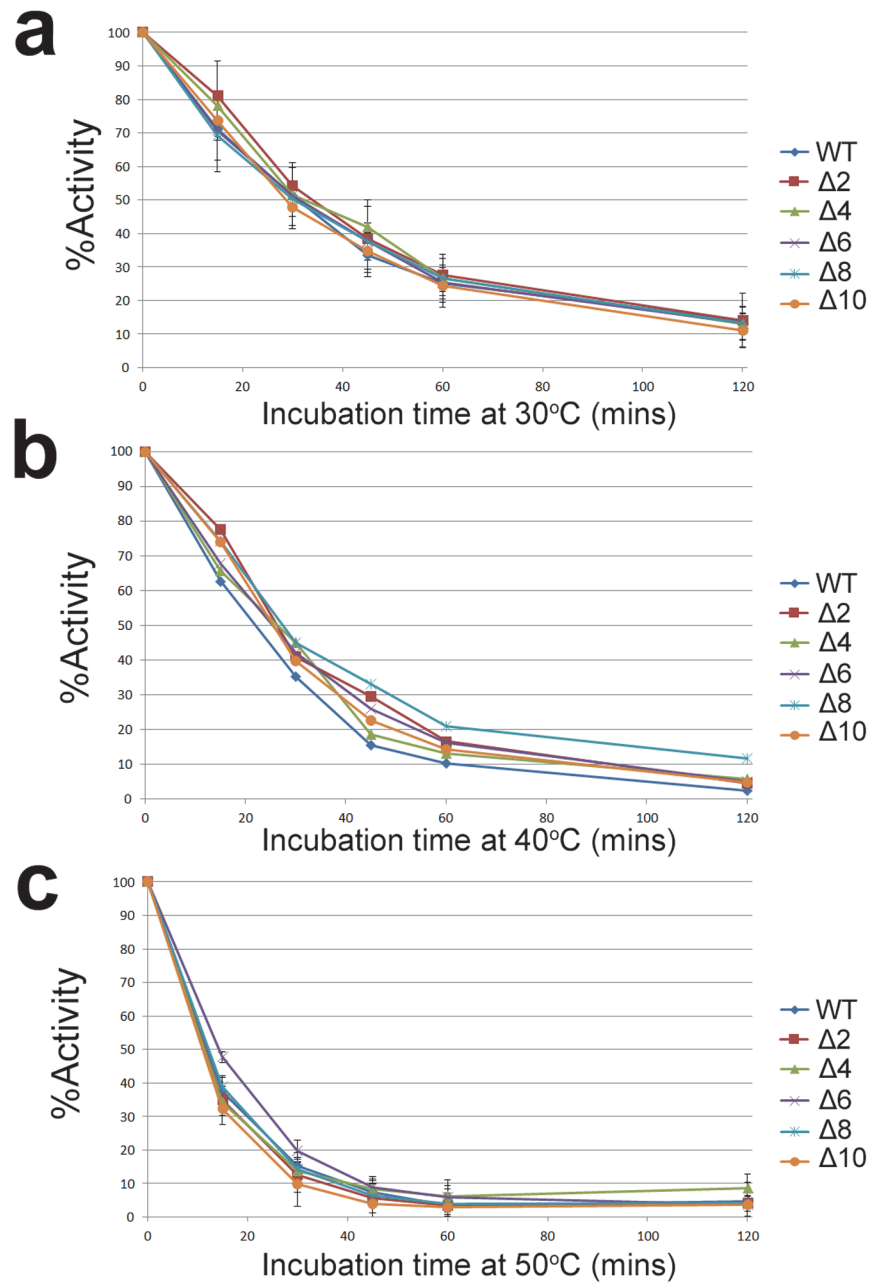 a
100
90
80
70
60
50
40
30
20
10
0
%Activity
0 20 40 60 80 100 120
Incubation time at 30°C (mins)
WT
Δ2
Δ4
Δ6
Δ8
Δ10
b
100
90
80
70
60
50
40
30
20
10
0
%Activity
0 20 40 60 80 100 120
Incubation time at 40°C (mins)
WT
Δ2
Δ4
Δ6
Δ8
Δ10
c
100
90
80
70
60
50
40
30
20
10
0
%Activity
0 20 40 60 80 100 120
Incubation time at 50°C (mins)
WT
Δ2
Δ4
Δ6
Δ8
Δ10